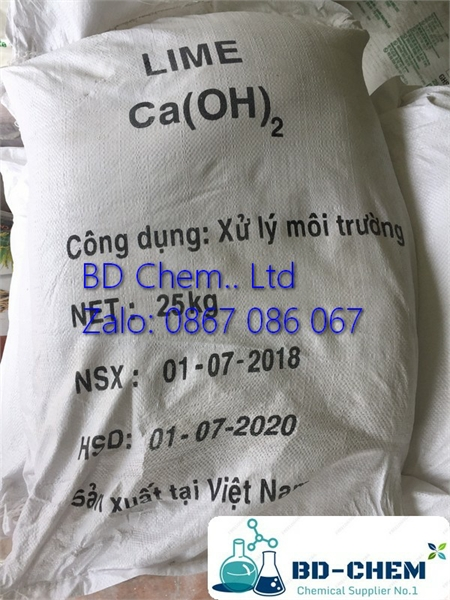 LIME
Ca(OH)₂
Công dụng: Xử lý môi trường
BD Chem.. Ltd
NET: 25kg
Zalo: 0867 086 067
NSX: 01-07-2018
HSD: 01-07-2020
Sản xuất tại Việt Nam
BD-CHEM
Chemical Supplier No.1